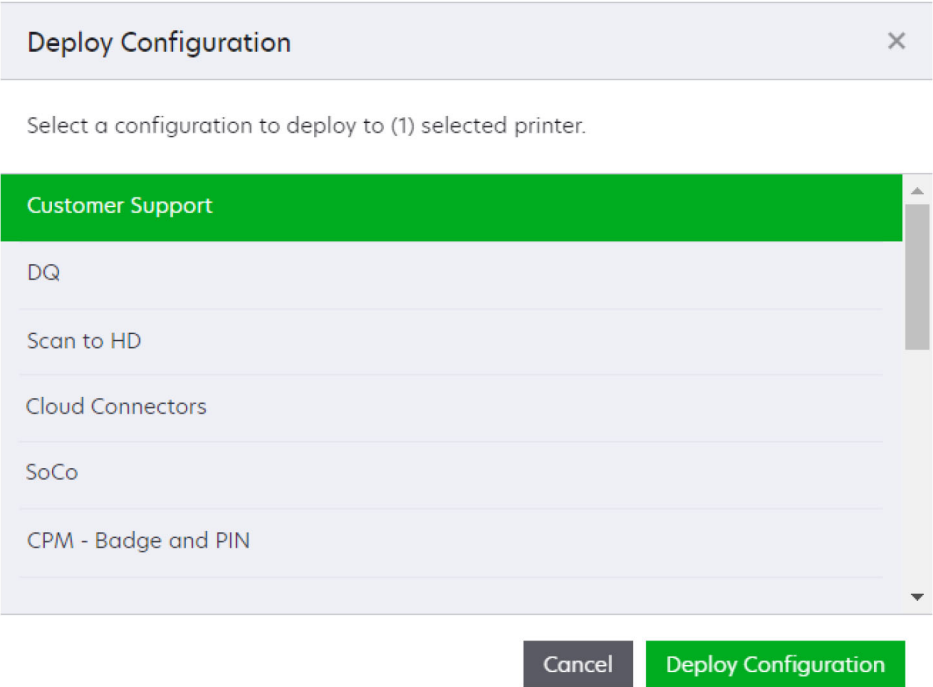 Deploy Configuration
Select a configuration to deploy to (1) selected printer.
Customer Support
DQ
Scan to HD
Cloud Connectors
SoCo
CPM - Badge and PIN
Cancel
Deploy Configuration